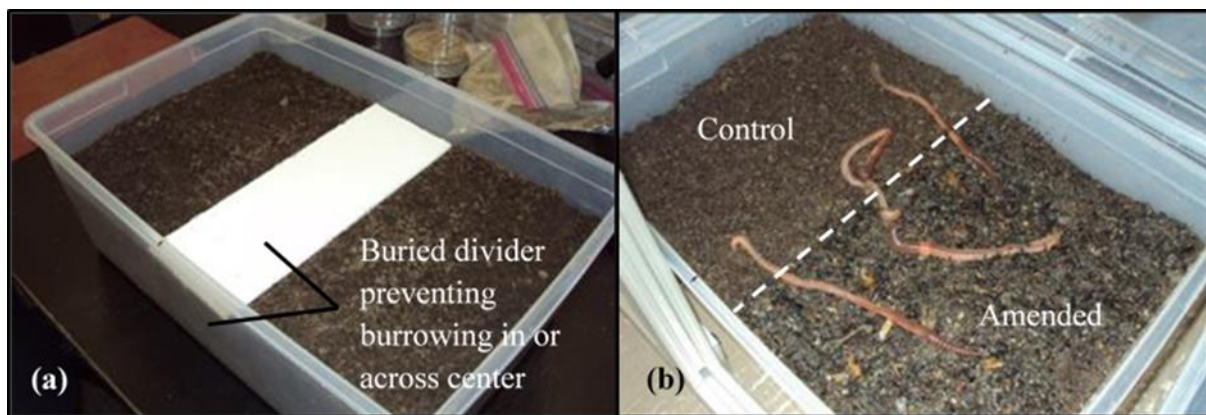 Buried divider
preventing
burrowing in or
across center
(a)
Control
Amended
(b)